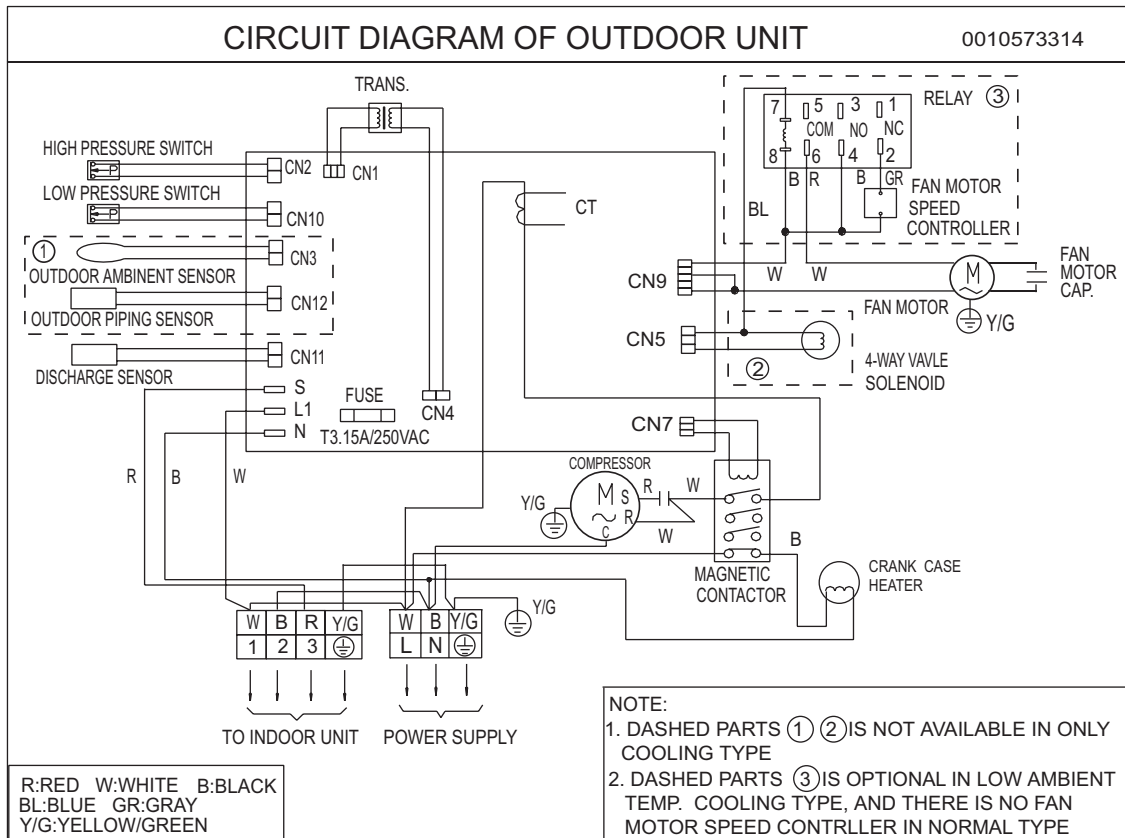 CIRCUIT DIAGRAM OF OUTDOOR UNIT
0010573314
TRANS.
HIGH PRESSURE SWITCH
P
CN2
CN1
LOW PRESSURE SWITCH
P
CN10
①
CN3
OUTDOOR AMBINENT SENSOR
CN12
OUTDOOR PIPING SENSOR
CN11
DISCHARGE SENSOR
S
L1
N
FUSE
T3.15A/250VAC
CN4
CT
RELAY ③
7 5 3 1
COM NO NC
8 6 4 2
B R B GR
BL
FAN MOTOR
SPEED
CONTROLLER
W W
CN9
M
FAN MOTOR
FAN
MOTOR
CAP.
Y/G
CN5
②
4-WAY VAVLE
SOLENOID
CN7
COMPRESSOR
M S
R
C
Y/G
R W
W
R B W
B
MAGNETIC
CONTACTOR
CRANK CASE
HEATER
Y/G
W B R Y/G
1 2 3
W B Y/G
L N
TO INDOOR UNIT
POWER SUPPLY
R:RED W:WHITE B:BLACK
BL:BLUE GR:GRAY
Y/G:YELLOW/GREEN
NOTE:
1. DASHED PARTS ① ② IS NOT AVAILABLE IN ONLY
COOLING TYPE
2. DASHED PARTS ③ IS OPTIONAL IN LOW AMBIENT
TEMP. COOLING TYPE, AND THERE IS NO FAN
MOTOR SPEED CONTRLLER IN NORMAL TYPE